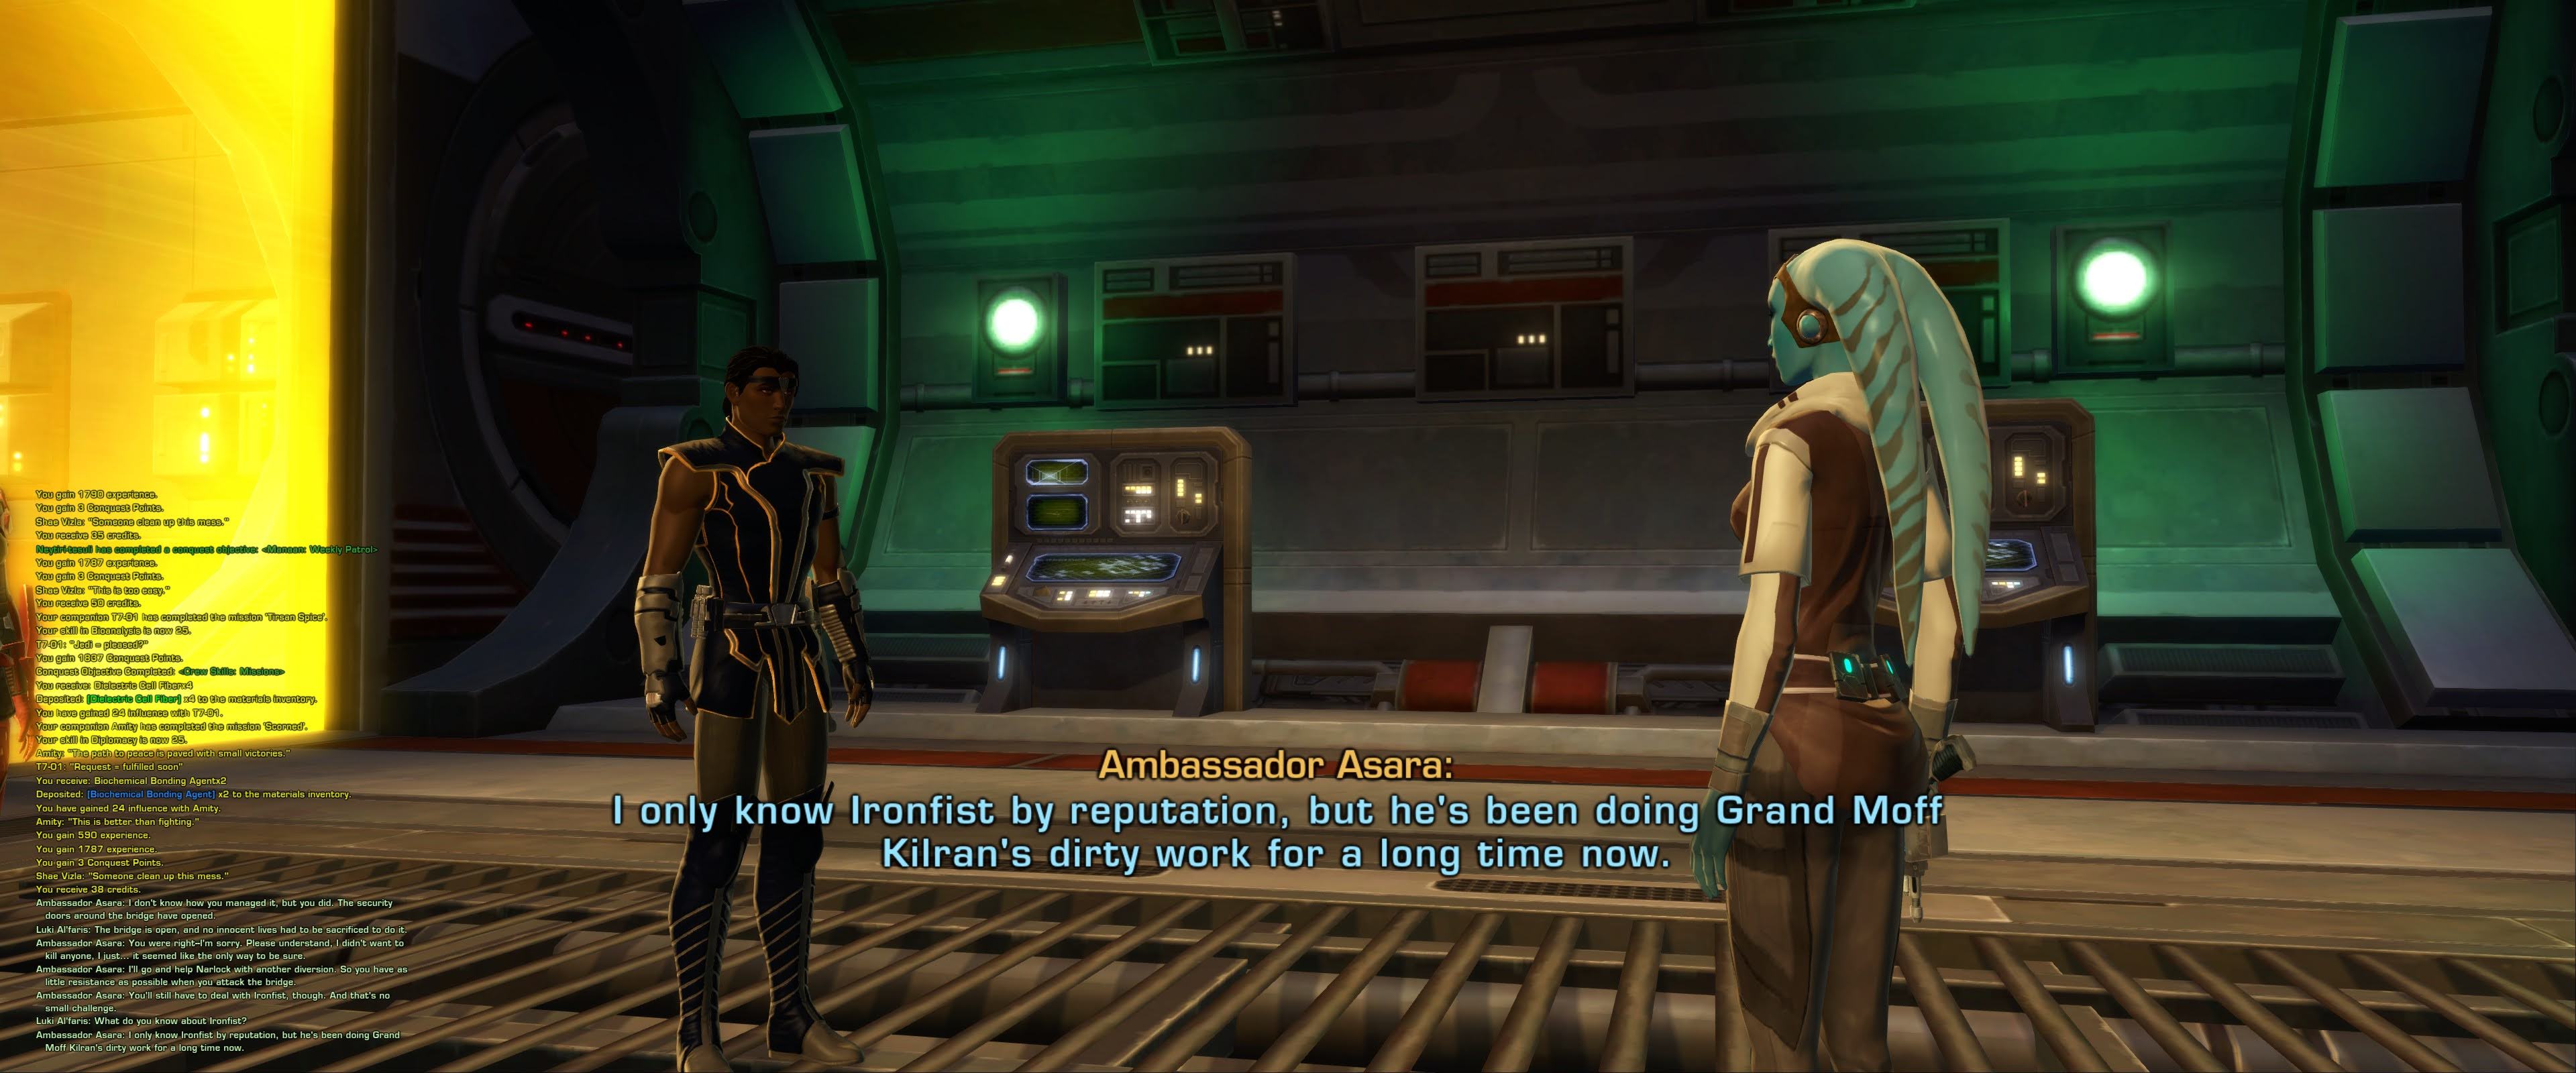 You gain 1790 experience.
You gain 3 Conquest Points.
Shae Vizla: "Someone clean up this mess."
You receive 35 credits.
Neytiri-tesuli has completed a conquest objective: <Manaan: Weekly Patrol>
You gain 1787 experience.
You gain 3 Conquest Points.
Shae Vizla: "This is too easy."
You receive 50 credits.
Your companion T7-O1 has completed the mission 'Tirsan Spice'.
Your skill in Bioanalysis is now 25.
T7-O1: "Jedi = pleased?"
You gain 1837 Conquest Points.
Conquest Objective Completed: <Crew Skills: Missions>
You receive: Dielectric Cell Fiberx4
Deposited: [Dielectric Cell Fiber] x4 to the materials inventory.
You have gained 24 influence with T7-O1.
Your companion Amity has completed the mission 'Scorned'.
Your skill in Diplomacy is now 25.
Amity: "The path to peace is paved with small victories."
T7-O1: "Request = fulfilled soon"
You receive: Biochemical Bonding Agentx2
Deposited: [Biochemical Bonding Agent] x2 to the materials inventory.
You have gained 24 influence with Amity.
Amity: "This is better than fighting."
You gain 590 experience.
You gain 1787 experience.
You gain 3 Conquest Points.
Shae Vizla: "Someone clean up this mess."
You receive 38 credits.
Ambassador Asara: I don't know how you managed it, but you did. The security
doors around the bridge have opened.
Luki Al'faris: The bridge is open, and no innocent lives had to be sacrificed to do it.
Ambassador Asara: You were right–I'm sorry. Please understand, I didn't want to
kill anyone, I just... it seemed like the only way to be sure.
Ambassador Asara: I'll go and help Narlock with another diversion. So you have as
little resistance as possible when you attack the bridge.
Ambassador Asara: You'll still have to deal with Ironfist, though. And that's no
small challenge.
Luki Al'faris: What do you know about Ironfist?
Ambassador Asara: I only know Ironfist by reputation, but he's been doing Grand
Moff Kilran's dirty work for a long time now.
Ambassador Asara:
I only know Ironfist by reputation, but he's been doing Grand Moff
Kilran's dirty work for a long time now.